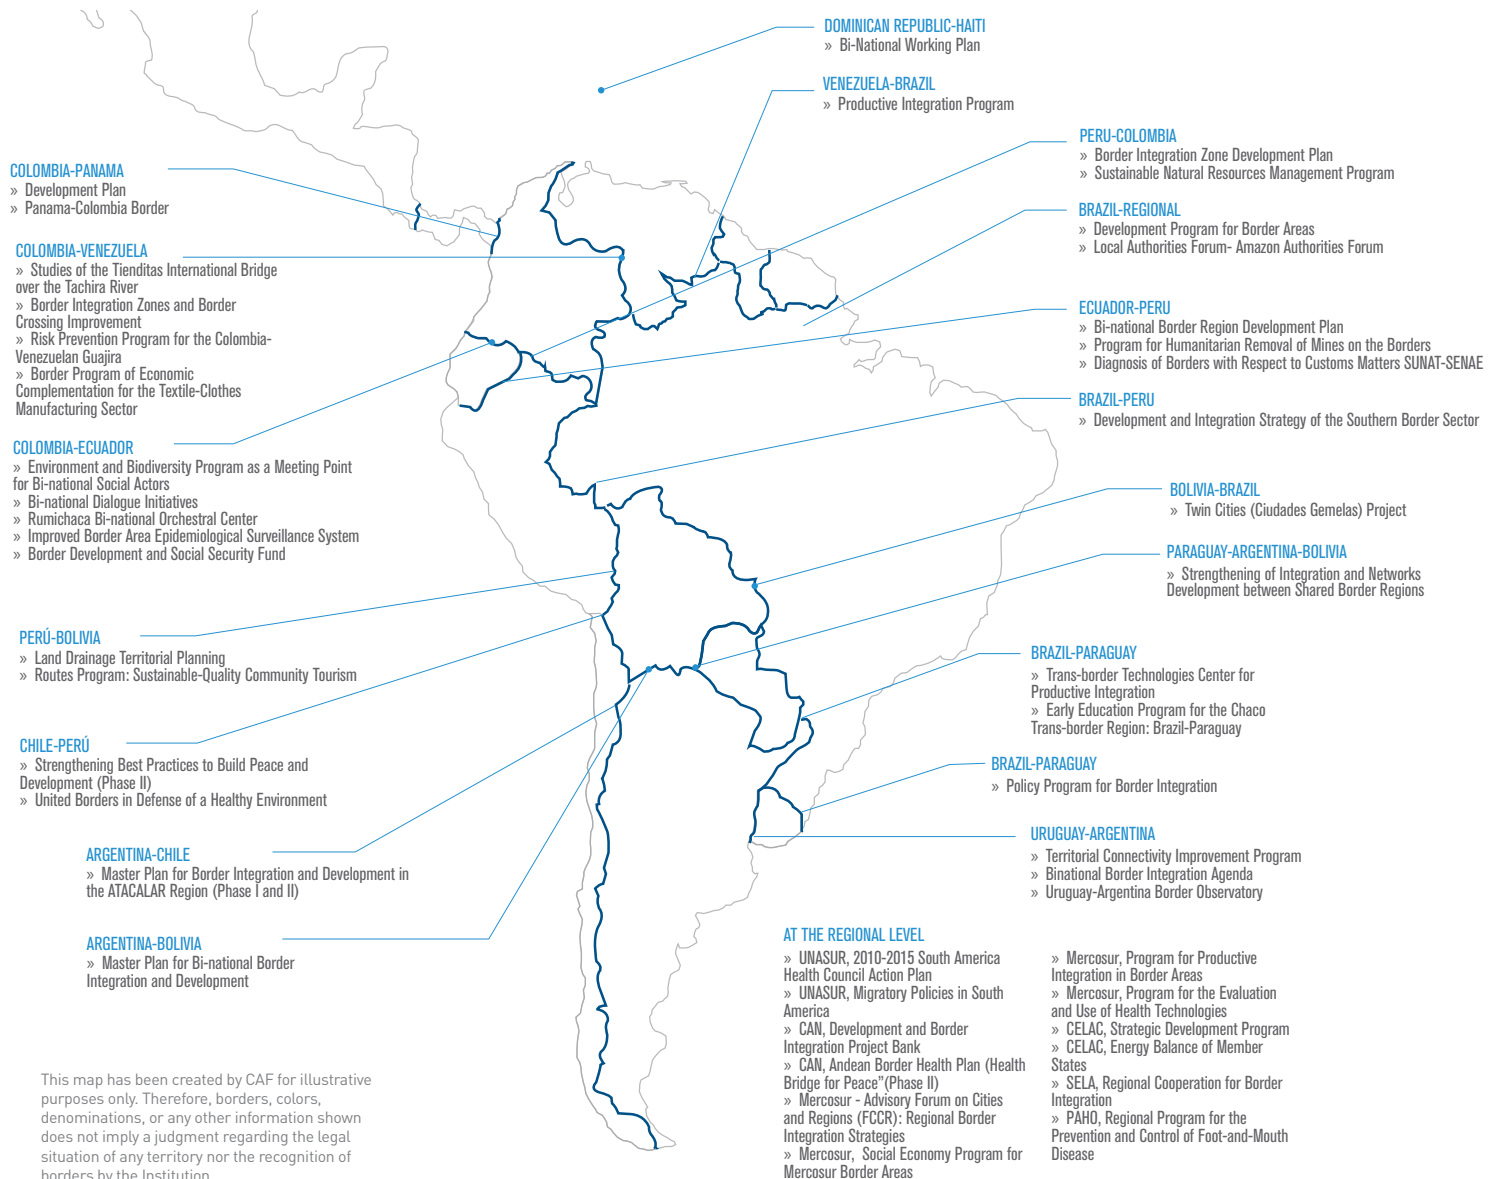 DOMINICAN REPUBLIC-HAITI
» Bi-National Working Plan
VENEZUELA-BRAZIL
» Productive Integration Program
PERU-COLOMBIA
» Border Integration Zone Development Plan
» Sustainable Natural Resources Management Program
BRAZIL-REGIONAL
» Development Program for Border Areas
» Local Authorities Forum- Amazon Authorities Forum
ECUADOR-PERU
» Bi-national Border Region Development Plan
» Program for Humanitarian Removal of Mines on the Borders
» Diagnosis of Borders with Respect to Customs Matters SUNAT-SENAE
BRAZIL-PERU
» Development and Integration Strategy of the Southern Border Sector
BOLIVIA-BRAZIL
» Twin Cities (Ciudades Gemelas) Project
PARAGUAY-ARGENTINA-BOLIVIA
» Strengthening of Integration and Networks
Development between Shared Border Regions
BRAZIL-PARAGUAY
» Trans-border Technologies Center for
Productive Integration
» Early Education Program for the Chaco
Trans-border Region: Brazil-Paraguay
BRAZIL-PARAGUAY
» Policy Program for Border Integration
URUGUAY-ARGENTINA
» Territorial Connectivity Improvement Program
» Binational Border Integration Agenda
» Uruguay-Argentina Border Observatory
COLOMBIA-PANAMA
» Development Plan
» Panama-Colombia Border
COLOMBIA-VENEZUELA
» Studies of the Tienditas International Bridge
over the Tachira River
» Border Integration Zones and Border
Crossing Improvement
» Risk Prevention Program for the Colombia-
Venezuelan Guajira
» Border Program of Economic
Complementation for the Textile-Clothes
Manufacturing Sector
COLOMBIA-ECUADOR
» Environment and Biodiversity Program as a Meeting Point
for Bi-national Social Actors
» Bi-national Dialogue Initiatives
» Rumichaca Bi-national Orchestral Center
» Improved Border Area Epidemiological Surveillance System
» Border Development and Social Security Fund
PERÚ-BOLIVIA
» Land Drainage Territorial Planning
» Routes Program: Sustainable-Quality Community Tourism
CHILE-PERÚ
» Strengthening Best Practices to Build Peace and
Development (Phase II)
» United Borders in Defense of a Healthy Environment
ARGENTINA-CHILE
» Master Plan for Border Integration and Development in
the ATACALAR Region (Phase I and II)
ARGENTINA-BOLIVIA
» Master Plan for Bi-national Border
Integration and Development
AT THE REGIONAL LEVEL
» UNASUR, 2010-2015 South America
Health Council Action Plan
» UNASUR, Migratory Policies in South
America
» CAN, Development and Border
Integration Project Bank
» CAN, Andean Border Health Plan (Health
Bridge for Peace"(Phase II)
» Mercosur - Advisory Forum on Cities
and Regions (FCCR): Regional Border
Integration Strategies
» Mercosur, Social Economy Program for
Mercosur Border Areas
» Mercosur, Program for Productive
Integration in Border Areas
» Mercosur, Program for the Evaluation
and Use of Health Technologies
» CELAC, Strategic Development Program
» CELAC, Energy Balance of Member
States
» SELA, Regional Cooperation for Border
Integration
» PAHO, Regional Program for the
Prevention and Control of Foot-and-Mouth
Disease
This map has been created by CAF for illustrative
purposes only. Therefore, borders, colors,
denominations, or any other information shown
does not imply a judgment regarding the legal
situation of any territory nor the recognition of
borders by the Institution.